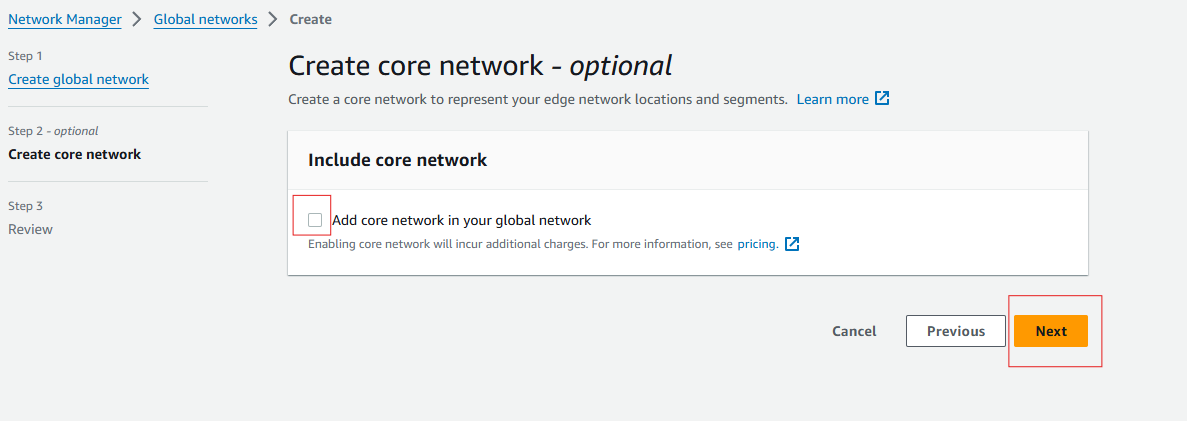 Network Manager > Global networks > Create
Step 1
Create global network
Step 2 - optional
Create core network
Step 3
Review
Create core network - optional
Create a core network to represent your edge network locations and segments. Learn more
Include core network
Add core network in your global network
Enabling core network will incur additional charges. For more information, see pricing.
Cancel Previous Next